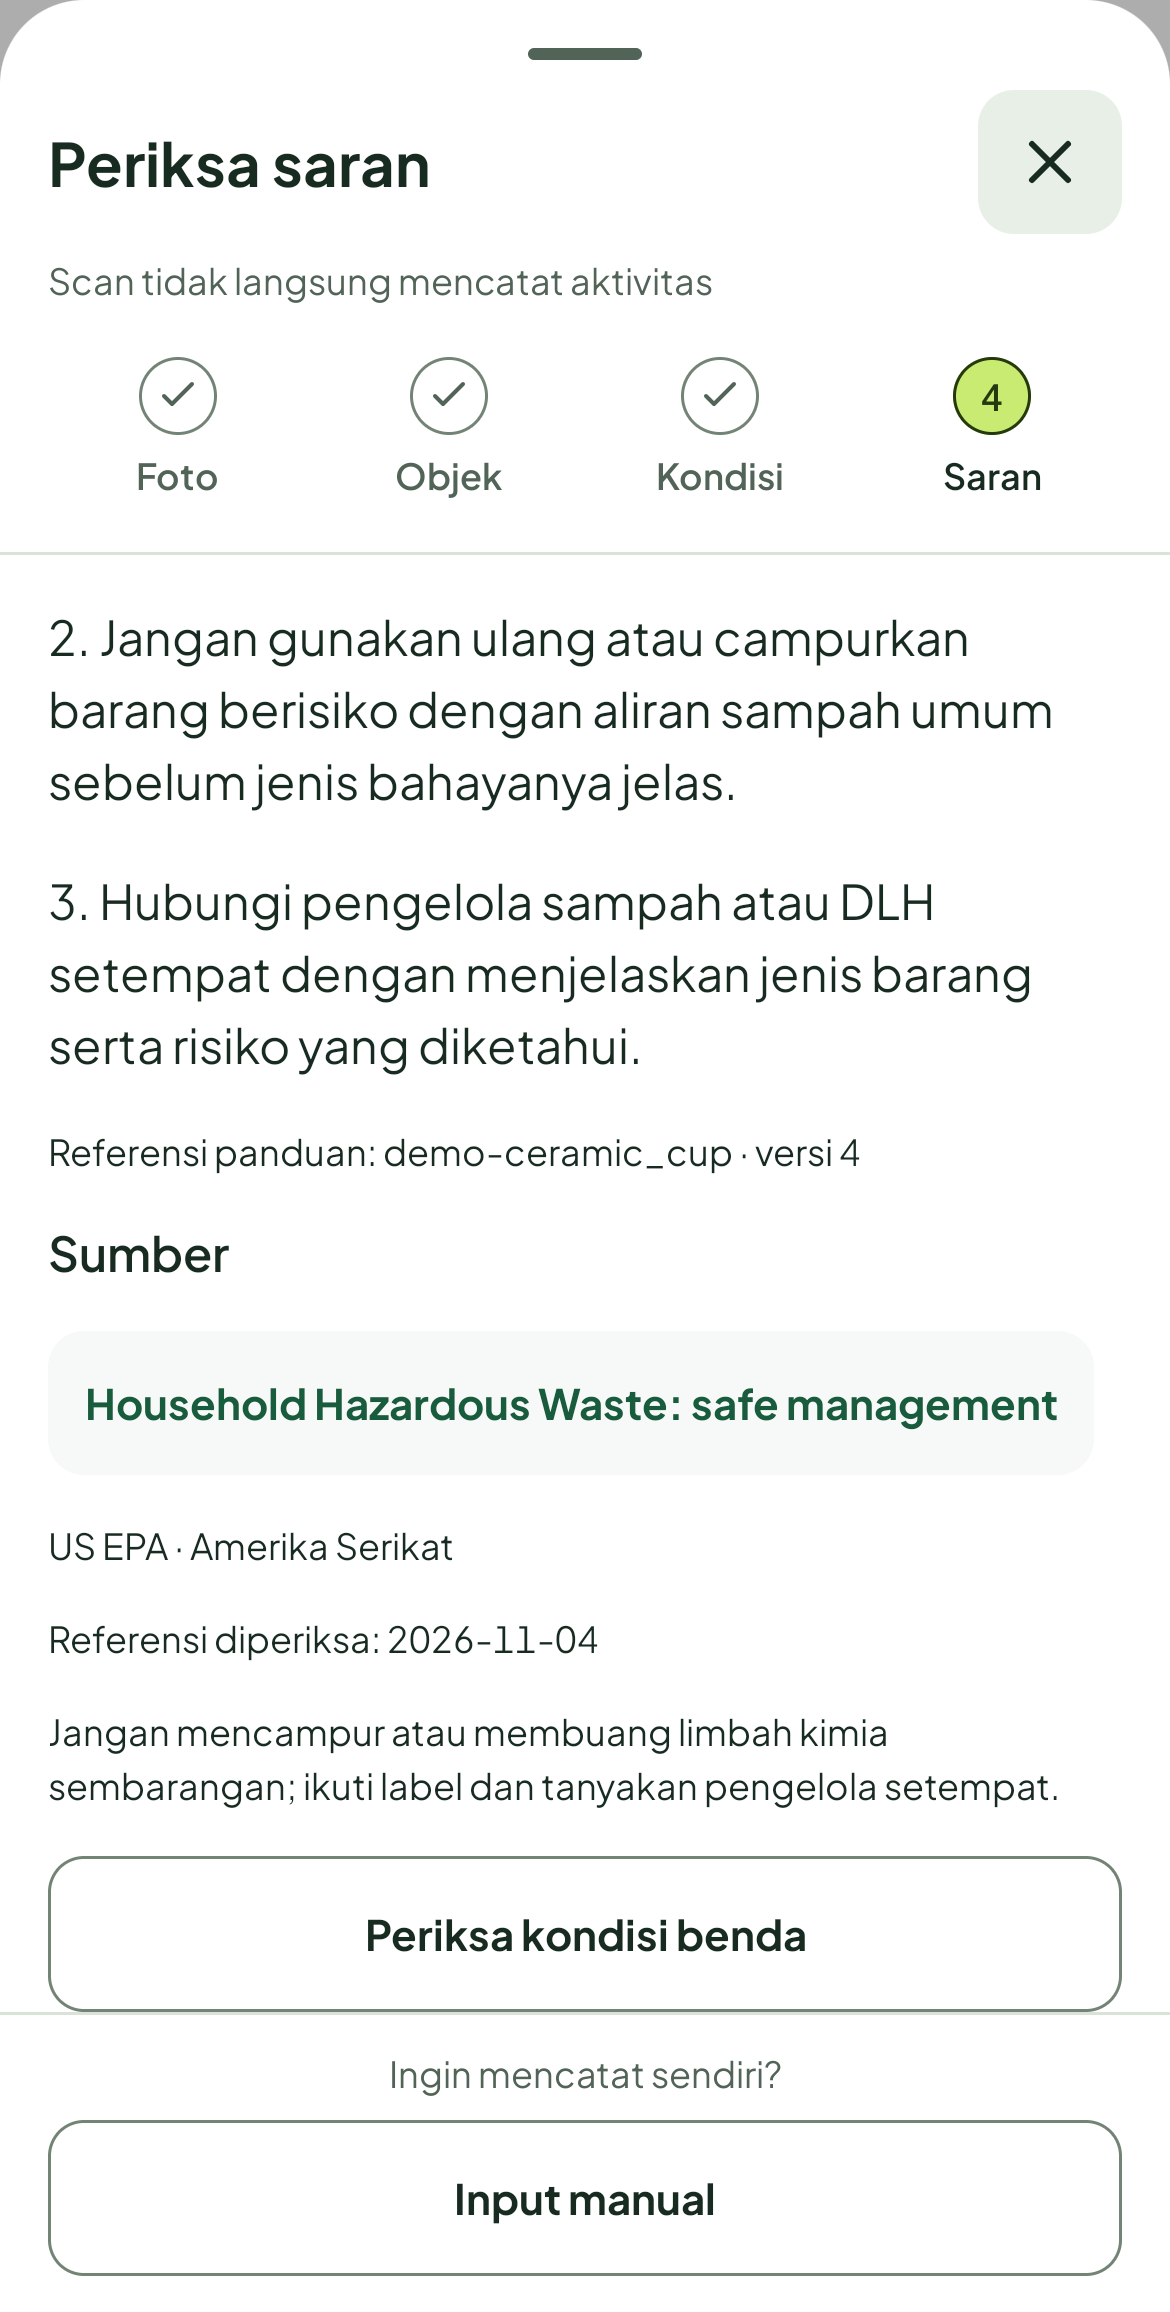 Periksa saran
Scan tidak langsung mencatat aktivitas
Foto
Objek
Kondisi
4
Saran
2. Jangan gunakan ulang atau campurkan
barang berisiko dengan aliran sampah umum
sebelum jenis bahayanya jelas.
3. Hubungi pengelola sampah atau DLH
setempat dengan menjelaskan jenis barang
serta risiko yang diketahui.
Referensi panduan: demo-ceramic_cup · versi 4
Sumber
Household Hazardous Waste: safe management
US EPA · Amerika Serikat
Referensi diperiksa: 2026-11-04
Jangan mencampur atau membuang limbah kimia
sembarangan; ikuti label dan tanyakan pengelola setempat.
Periksa kondisi benda
Ingin mencatat sendiri?
Input manual